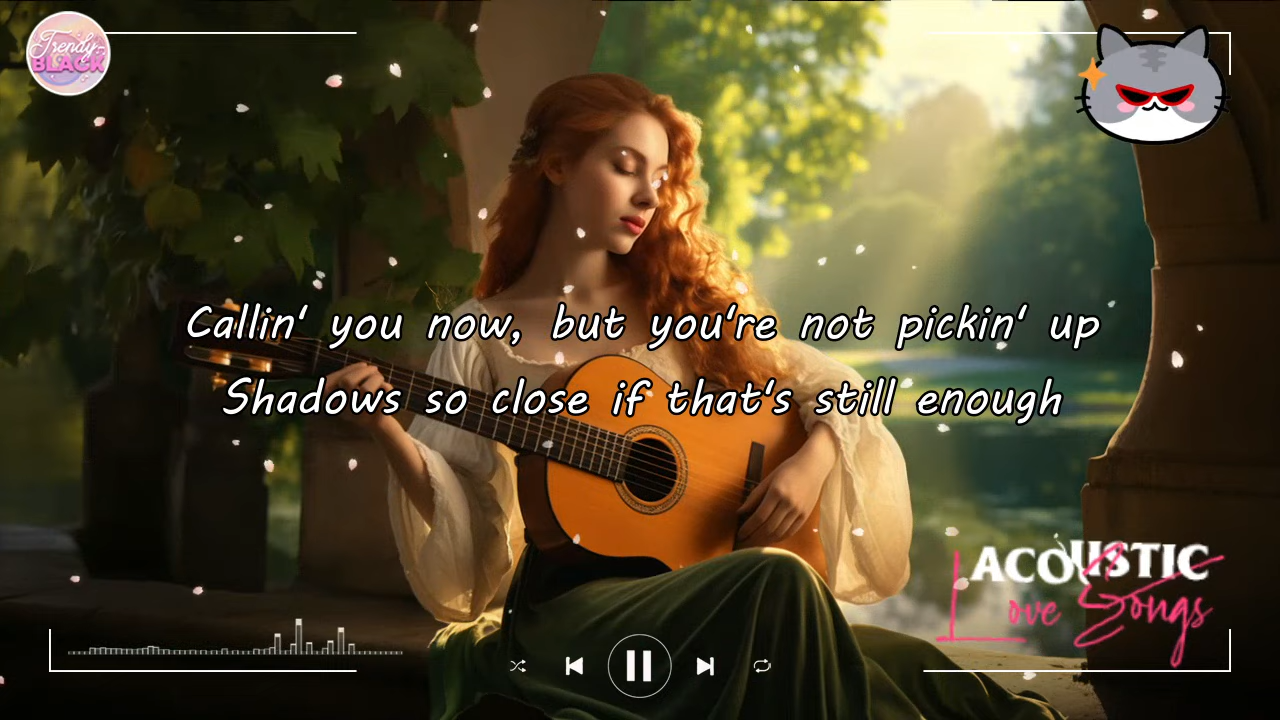 Trendy
BLACK
Callin' you now, but you're not pickin' up
Shadows so close if that's still enough
ACOUSTIC
Love Songs